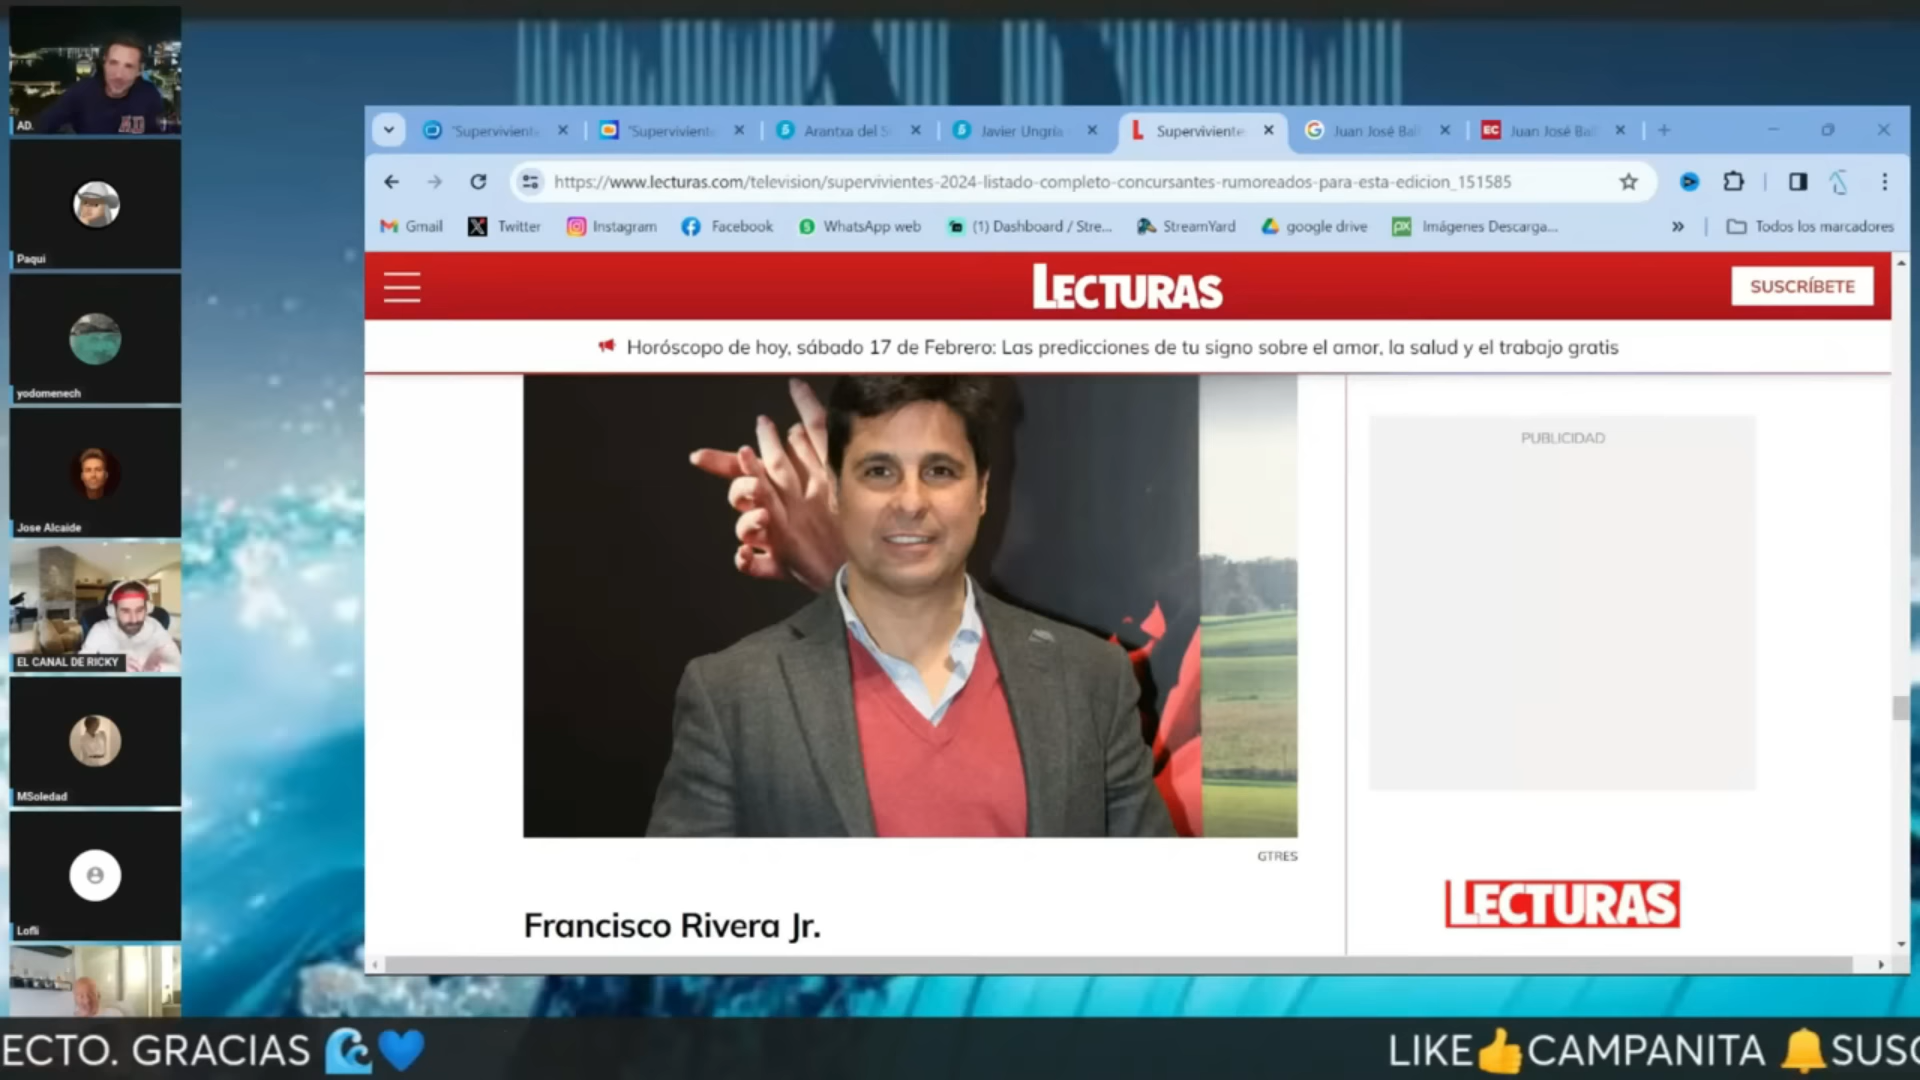 AD.
Paqui
yodomenech
Jose Alcaide
EL CANAL DE RICKY
MSoledad
Lofli
"Supervivient
"Supervivient
Arantxa del S
Javier Ungría
Superviviente
Juan José Bal
Juan José Bal
https://www.lecturas.com/television/supervivientes-2024-listado-completo-concursantes-rumoreados-para-esta-edicion_151585
Gmail
Twitter
Instagram
Facebook
WhatsApp web
(1) Dashboard / Stre...
StreamYard
google drive
Imágenes Descarga...
Todos los marcadores
LECTURAS
SUSCRÍBETE
Horóscopo de hoy, sábado 17 de Febrero: Las predicciones de tu signo sobre el amor, la salud y el trabajo gratis
PUBLICIDAD
GTRES
Francisco Rivera Jr.
LECTURAS
ECTO. GRACIAS 🌊💙
LIKE👍CAMPANITA 🔔SUSC